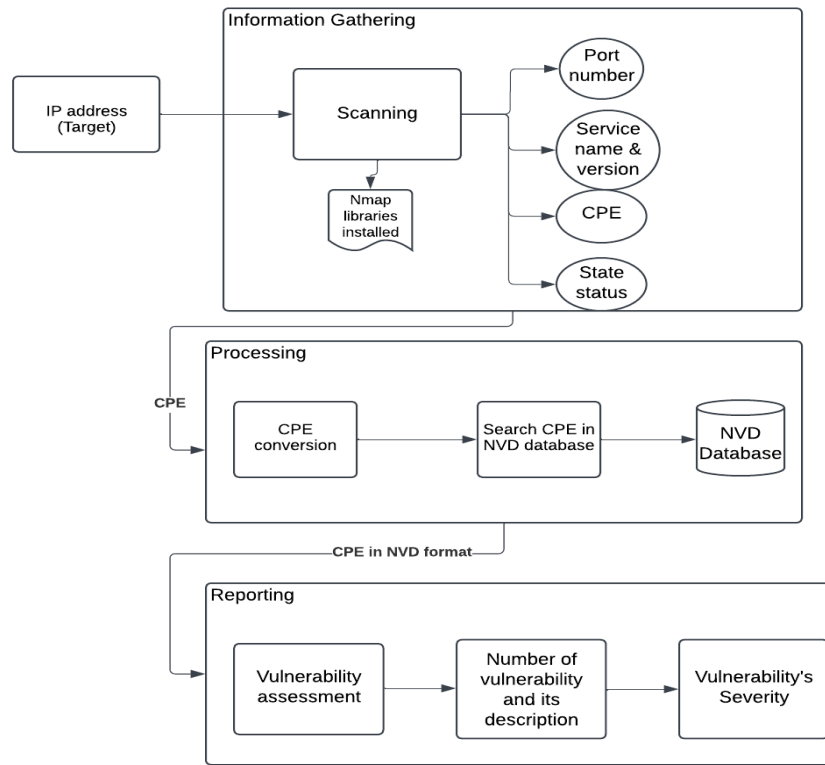 Information Gathering
IP address
(Target)
Scanning
Nmap
libraries
installed
Port
number
Service
name &
version
CPE
State
status
CPE
Processing
CPE
conversion
Search CPE in
NVD database
NVD
Database
CPE in NVD format
Reporting
Vulnerability
assessment
Number of
vulnerability
and its
description
Vulnerability's
Severity